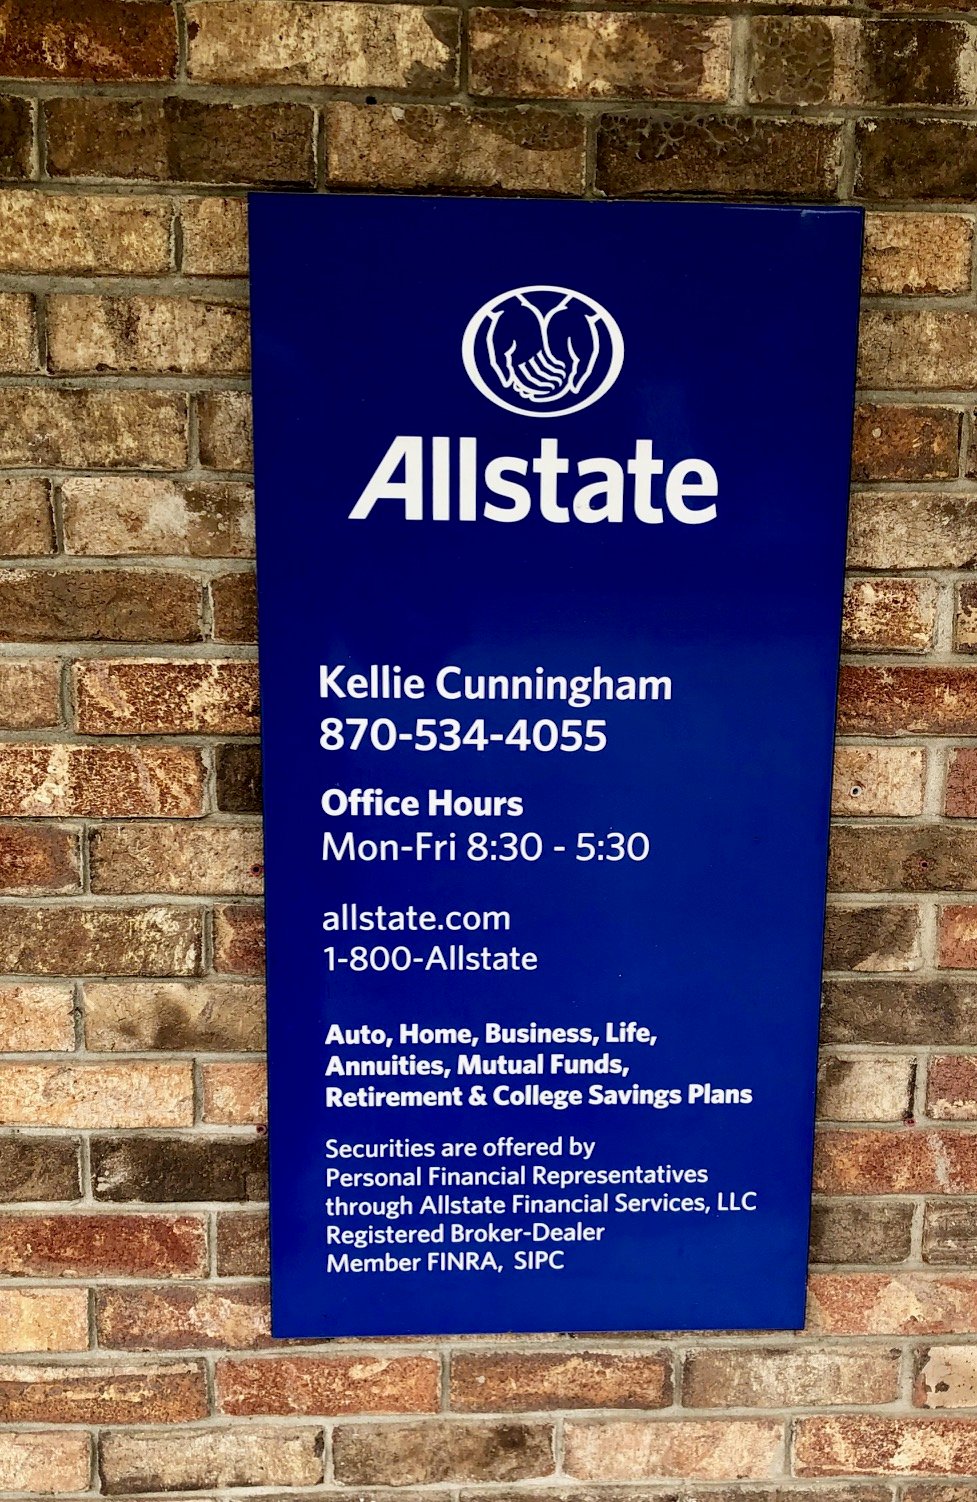 Allstate
Kellie Cunningham
870-534-4055
Office Hours
Mon-Fri 8:30 - 5:30
allstate.com
1-800-Allstate
Auto, Home, Business, Life,
Annuities, Mutual Funds,
Retirement & College Savings Plans
Securities are offered by
Personal Financial Representatives
through Allstate Financial Services, LLC
Registered Broker-Dealer
Member FINRA, SIPC